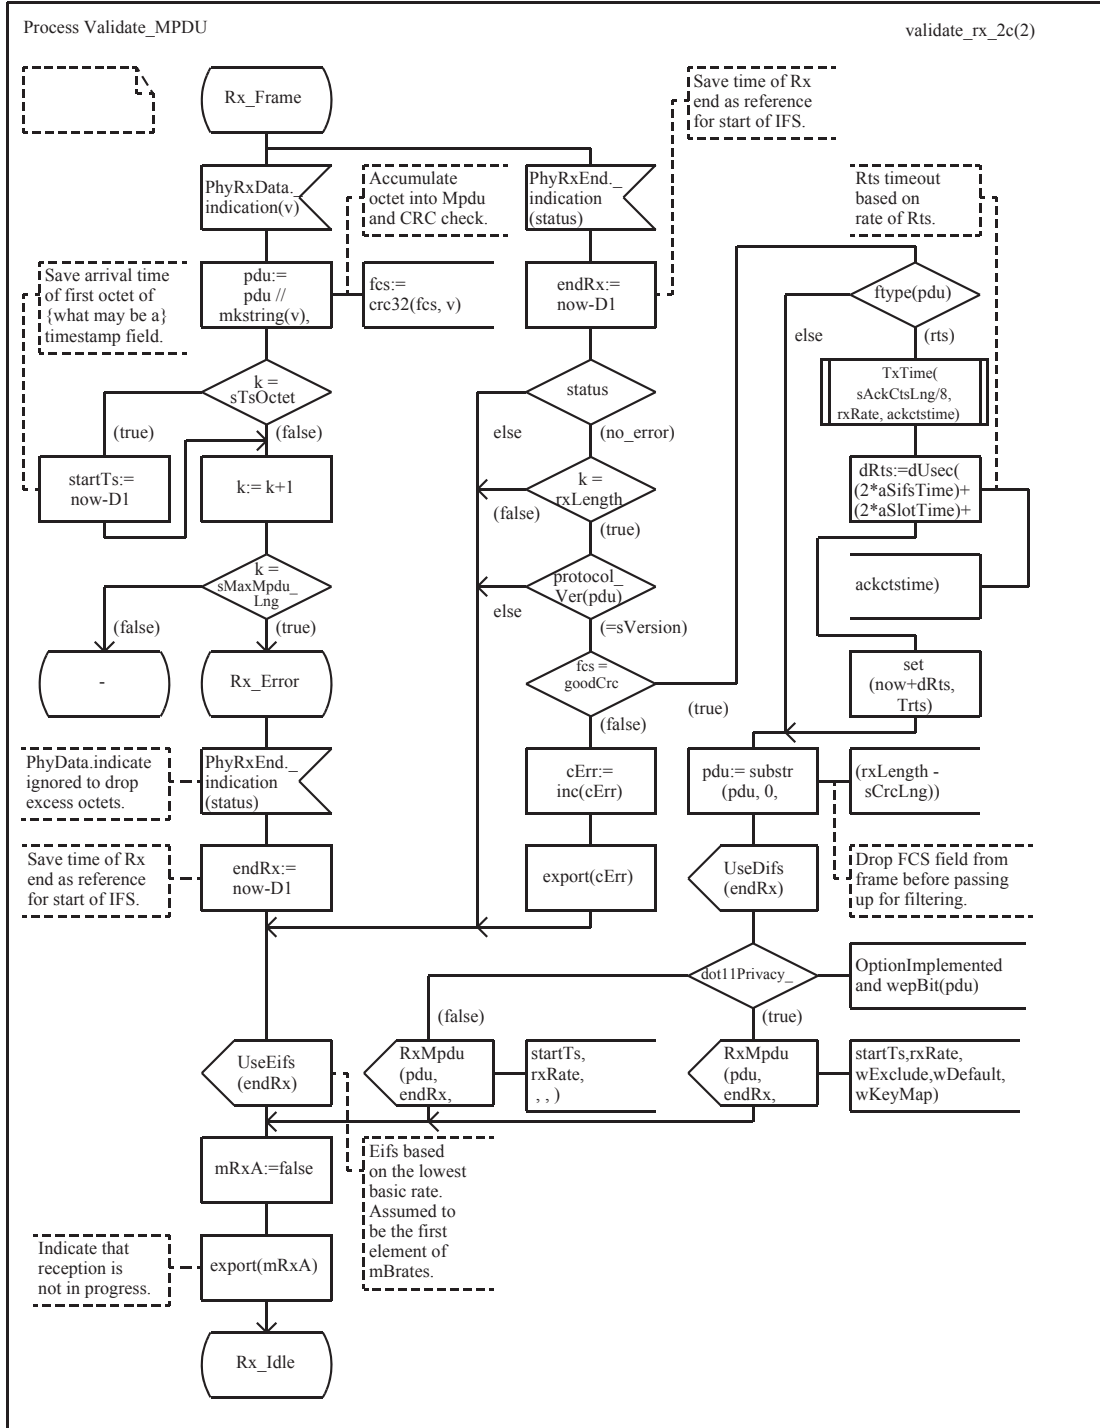 Process Validate_MPDU
validate_rx_2c(2)
Rx_Frame
Save time of Rx
end as reference
for start of IFS.
PhyRxData._
indication(v)
Accumulate
octet into Mpdu
and CRC check.
PhyRxEnd._
indication
(status)
Rts timeout
based on
rate of Rts.
Save arrival time
of first octet of
{what may be a}
timestamp field.
pdu:=
pdu //
mkstring(v),
fcs:=
crc32(fcs, v)
endRx:=
now-D1
ftype(pdu)
else
(rts)
k =
sTsOctet
status
TxTime(
sAckCtsLng/8,
rxRate, ackctstime)
(true)
(false)
else
(no_error)
startTs:=
now-D1
k:= k+1
k =
rxLength
dRts:=dUsec(
(2*aSifsTime)+
(2*aSlotTime)+
(false)
(true)
k =
sMaxMpdu_
Lng
protocol_
Ver(pdu)
ackctstime)
(false)
(true)
else
(=sVersion)
-
Rx_Error
fcs =
goodCrc
set
(now+dRts,
Trts)
(true)
(false)
PhyData.indicate
ignored to drop
excess octets.
PhyRxEnd._
indication
(status)
cErr:=
inc(cErr)
pdu:= substr
(pdu, 0,
(rxLength -
sCrcLng))
Save time of Rx
end as reference
for start of IFS.
endRx:=
now-D1
export(cErr)
UseDifs
(endRx)
Drop FCS field from
frame before passing
up for filtering.
dot11Privacy_
OptionImplemented
and wepBit(pdu)
(false)
(true)
UseEifs
(endRx)
RxMpdu
(pdu,
endRx,
startTs,
rxRate,
, , )
RxMpdu
(pdu,
endRx,
startTs,rxRate,
wExclude,wDefault,
wKeyMap)
mRxA:=false
Eifs based
on the lowest
basic rate.
Assumed to
be the first
element of
mBrates.
Indicate that
reception is
not in progress.
export(mRxA)
Rx_Idle